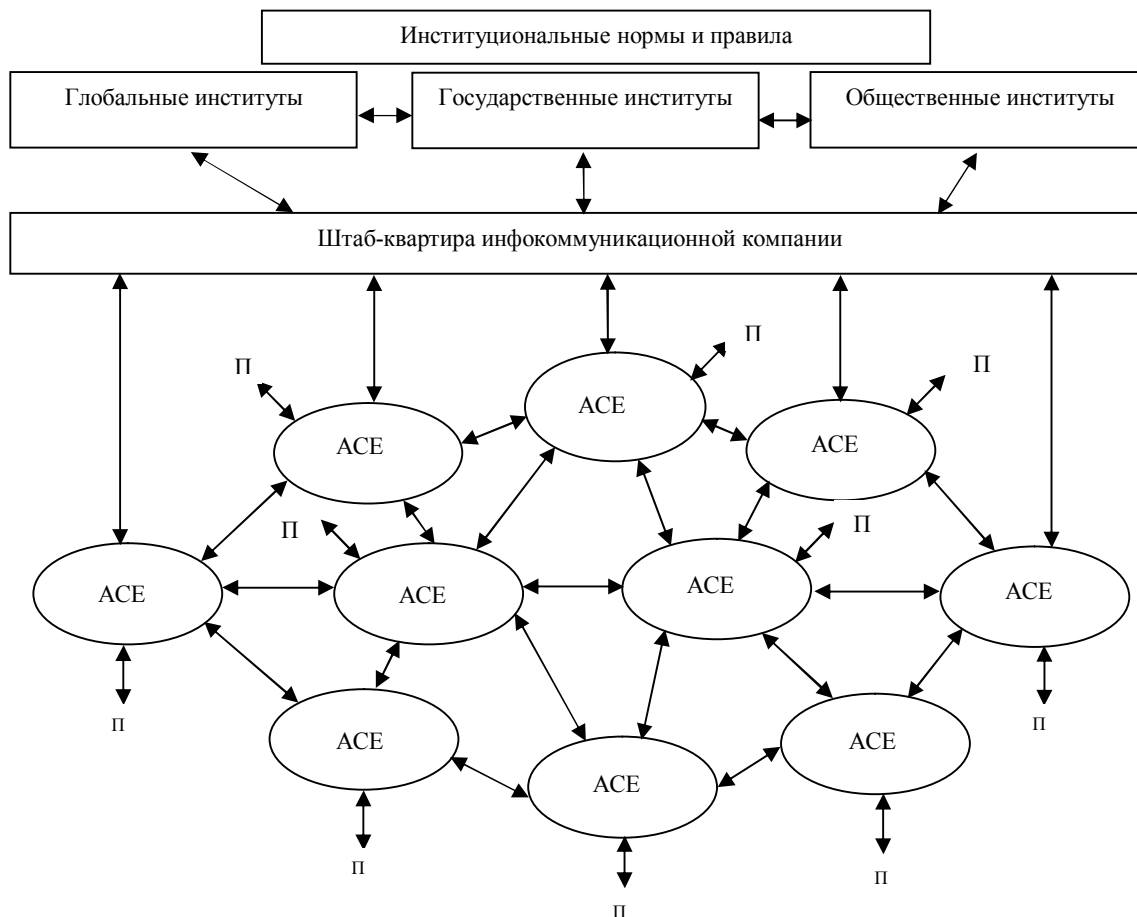 Институциональные нормы и правила
Глобальные институты
Государственные институты
Общественные институты
Штаб-квартира инфокоммуникационной компании
П
П
П
АСЕ
АСЕ
АСЕ
П
П
АСЕ
АСЕ
АСЕ
АСЕ
П
П
АСЕ
АСЕ
АСЕ
П
П
П